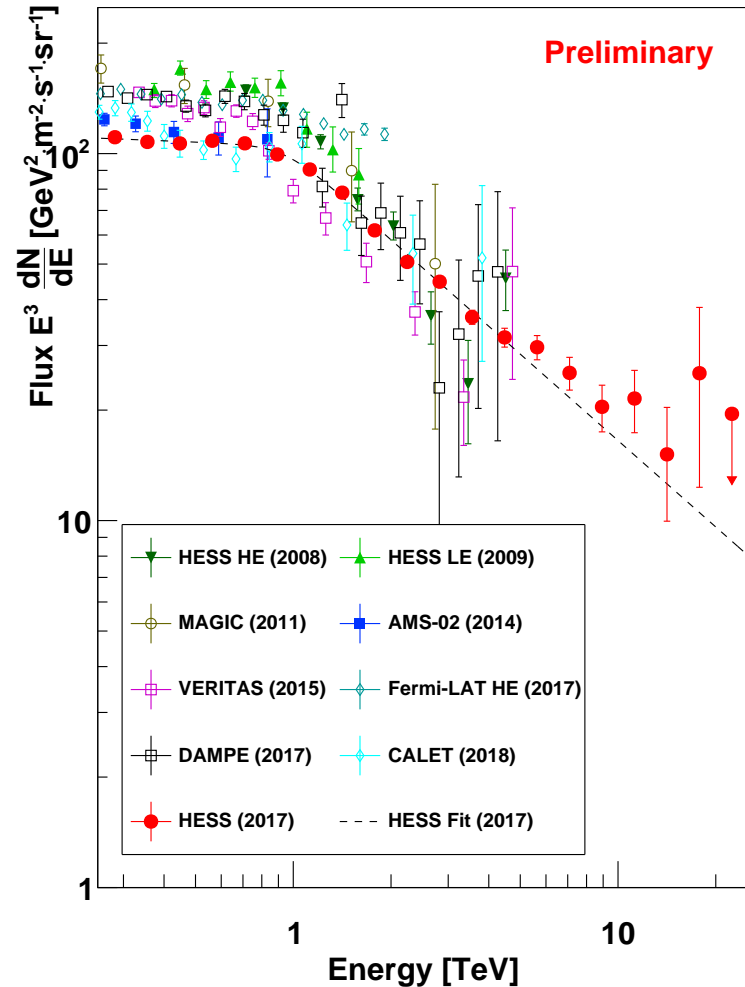 Preliminary
Flux E³ dN/dE [GeV²·m⁻²·s⁻¹·sr⁻¹]
10²
10
1
HESS HE (2008)
HESS LE (2009)
MAGIC (2011)
AMS-02 (2014)
VERITAS (2015)
Fermi-LAT HE (2017)
DAMPE (2017)
CALET (2018)
HESS (2017)
HESS Fit (2017)
1
10
Energy [TeV]